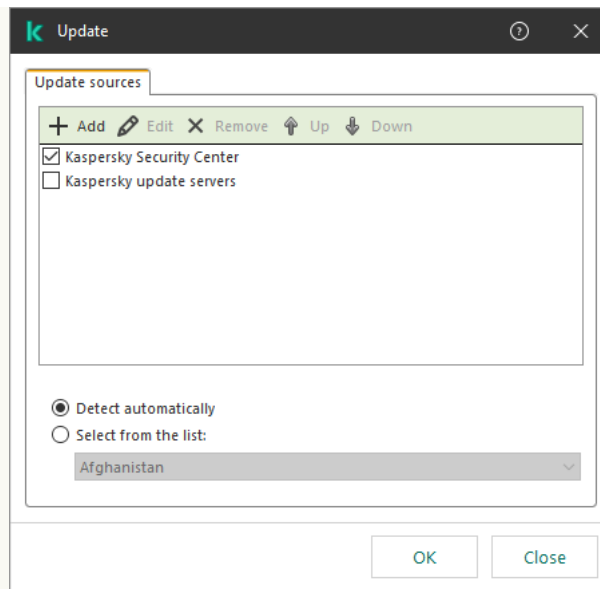 Update
Update sources
Add Edit Remove Up Down
Kaspersky Security Center
Kaspersky update servers
Detect automatically
Select from the list:
Afghanistan
OK Close